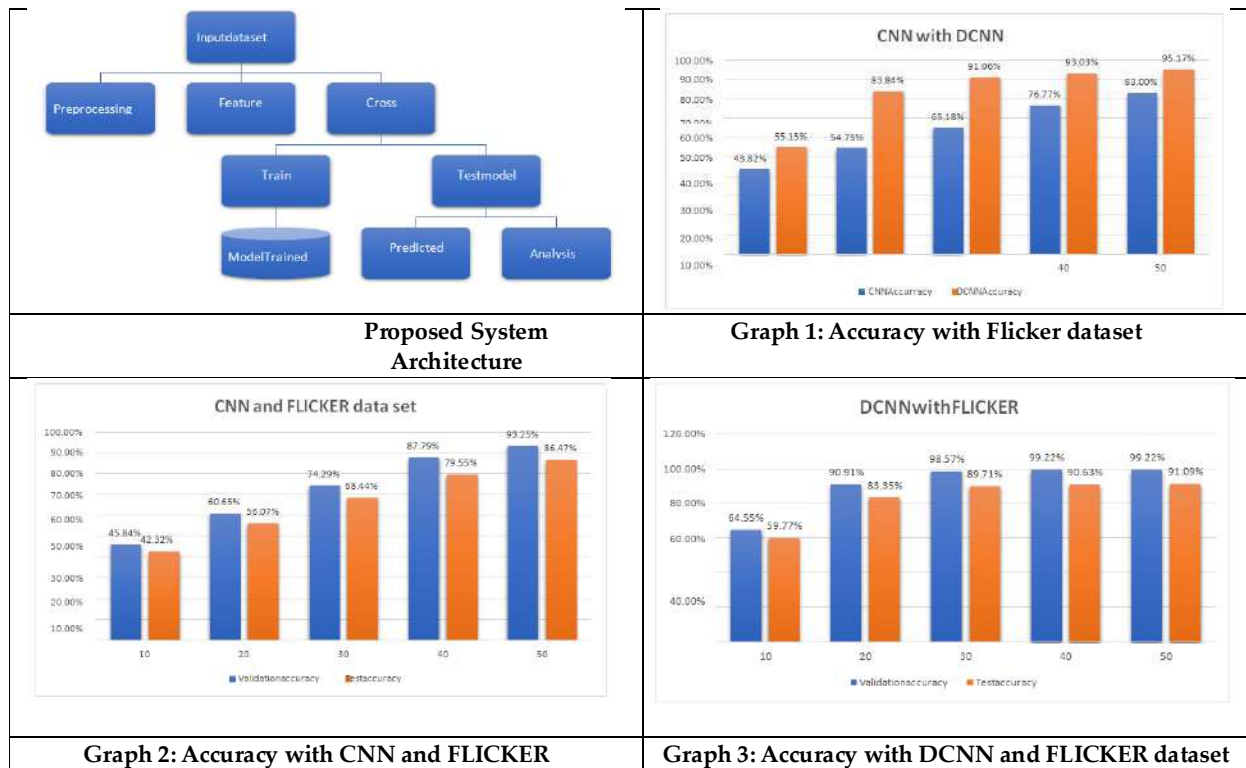 Inputdataset
Preprocessing
Feature
Cross
Train
Testmodel
ModelTrained
Predicted
Analysis
Proposed System
Architecture
CNN with DCNN
100.00%
90.00%
80.00%
70.00%
60.00%
50.00%
40.00%
30.00%
20.00%
10.00%
43.82%
55.15%
54.75%
83.84%
65.18%
91.06%
76.77%
93.03%
83.00%
95.17%
40
50
CNNAccurracy
DCNNAccuracy
Graph 1: Accuracy with Flicker dataset
CNN and FLICKER data set
100.00%
90.00%
80.00%
70.00%
60.00%
50.00%
40.00%
30.00%
20.00%
10.00%
45.84%
42.32%
60.65%
56.07%
74.29%
68.44%
87.79%
79.55%
93.25%
86.47%
10
20
30
40
50
Validationaccuracy
Testaccuracy
Graph 2: Accuracy with CNN and FLICKER
DCNNwithFLICKER
120.00%
100.00%
80.00%
60.00%
40.00%
64.55%
59.77%
90.91%
83.35%
98.57%
89.71%
99.22%
90.63%
99.22%
91.09%
10
20
30
40
50
Validationaccuracy
Testaccuracy
Graph 3: Accuracy with DCNN and FLICKER dataset